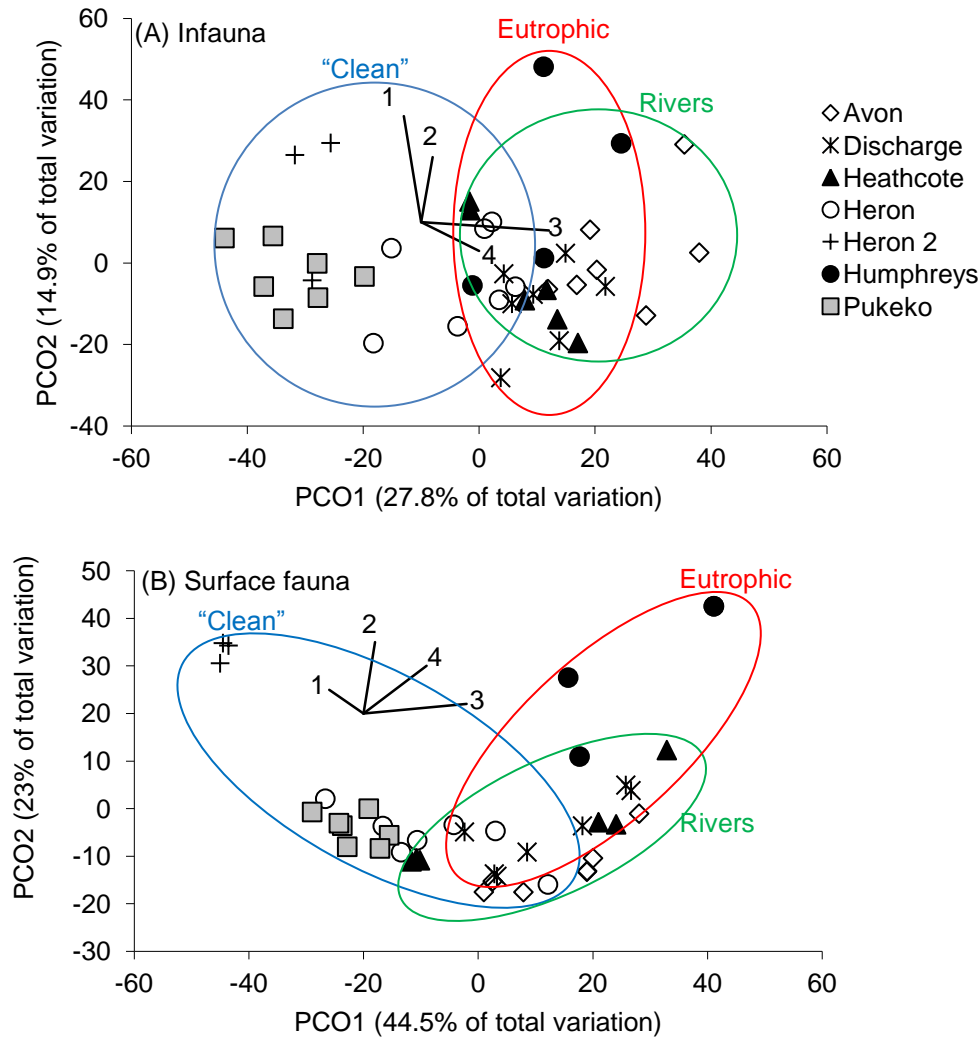 (A) Infauna
Eutrophic
"Clean"
Rivers
1
2
3
4
60
40
20
0
-20
-40
-60
-40
-20
0
20
40
60
PCO2 (14.9% of total variation)
PCO1 (27.8% of total variation)
Avon
Discharge
Heathcote
Heron
Heron 2
Humphreys
Pukeko
(B) Surface fauna
Eutrophic
"Clean"
Rivers
2
4
1
3
50
40
30
20
10
0
-10
-20
-30
-60
-40
-20
0
20
40
60
PCO2 (23% of total variation)
PCO1 (44.5% of total variation)